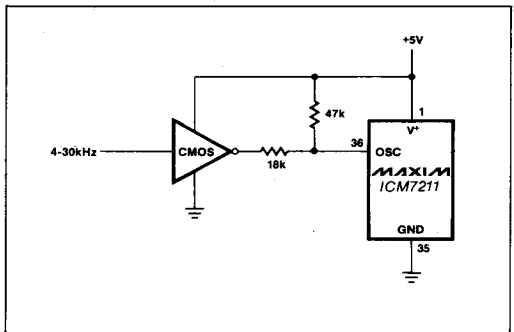 +5V
47k
1
V+
4-30kHz
CMOS
18k
36
OSC
MAXIM
ICM7211
GND
35